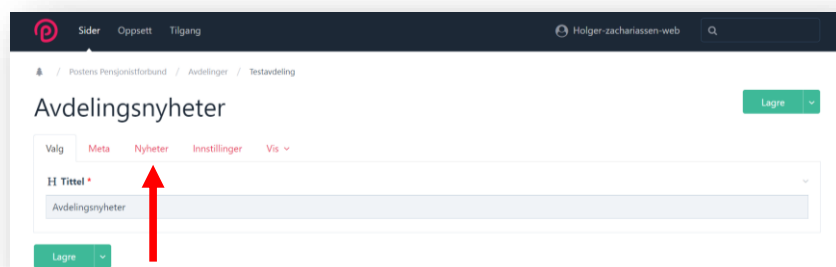 Sider Oppsett Tilgang Holger-zachariassen-web
/ Postens Pensjonistforbund / Avdelinger / Testavdeling
Avdelingsnyheter
Lagre
Valg Meta Nyheter Innstillinger Vis
H Tittel *
Avdelingsnyheter
Lagre